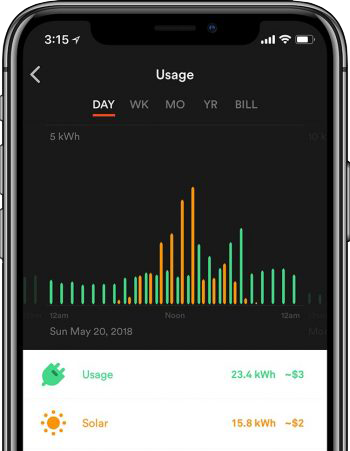 3:15
Usage
DAY WK MO YR BILL
5 kWh
12am Noon 12am
Sun May 20, 2018
Usage 23.4 kWh ~$3
Solar 15.8 kWh ~$2